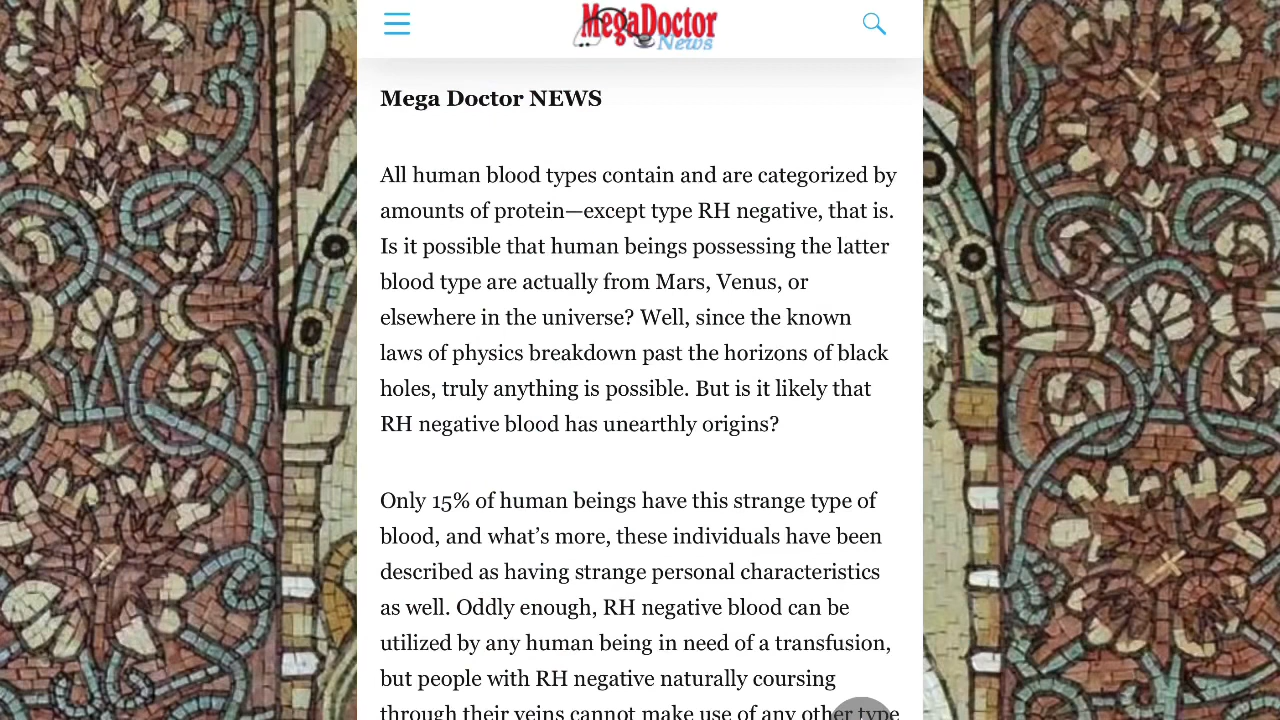 MegaDoctor
News
Mega Doctor NEWS
All human blood types contain and are categorized by
amounts of protein—except type RH negative, that is.
Is it possible that human beings possessing the latter
blood type are actually from Mars, Venus, or
elsewhere in the universe? Well, since the known
laws of physics breakdown past the horizons of black
holes, truly anything is possible. But is it likely that
RH negative blood has unearthly origins?
Only 15% of human beings have this strange type of
blood, and what’s more, these individuals have been
described as having strange personal characteristics
as well. Oddly enough, RH negative blood can be
utilized by any human being in need of a transfusion,
but people with RH negative naturally coursing
through their veins cannot make use of any other type